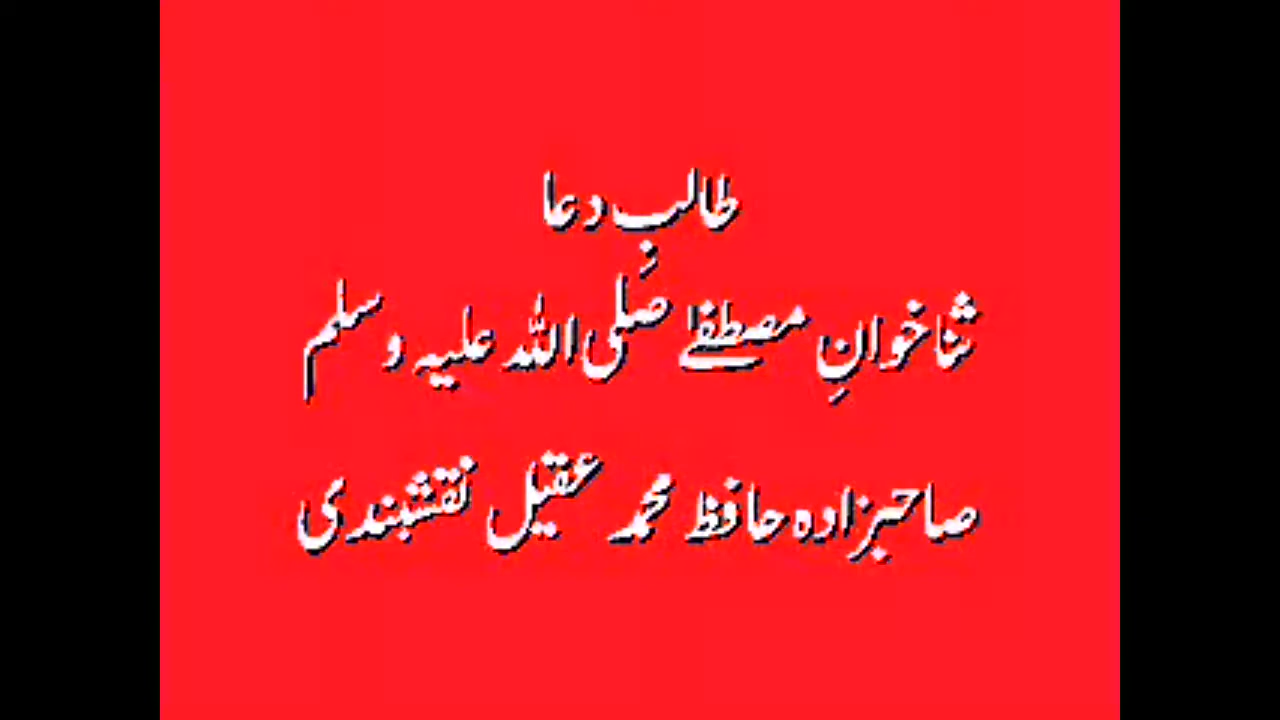 طالبِ دعا
ثناخوانِ مصطفےٰ صلی اللہ علیہ وسلم
صاحبزادہ حافظ محمد عقیل نقشبندی